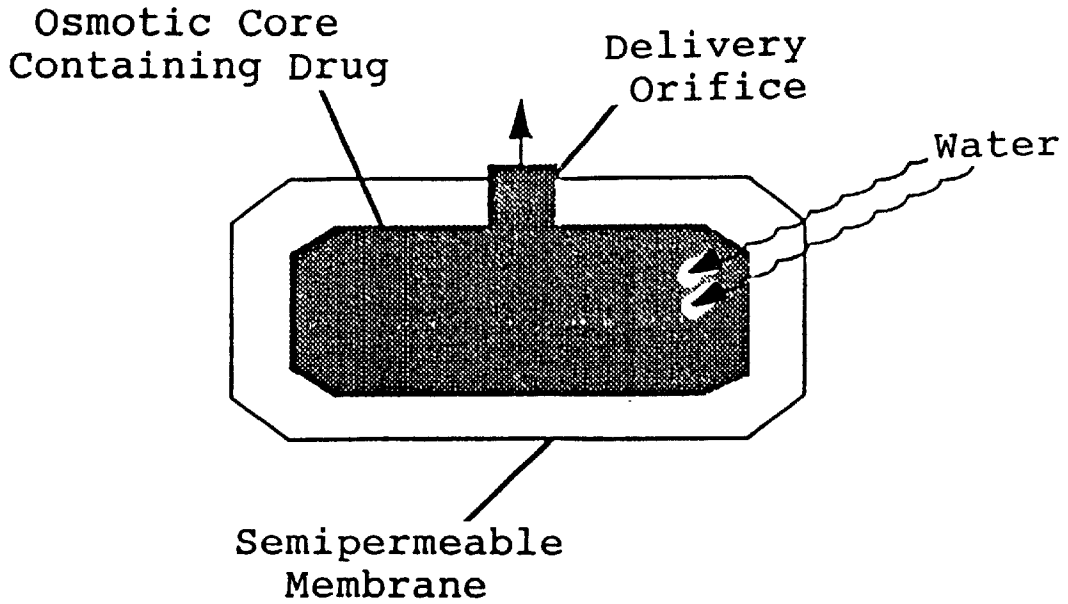 Osmotic Core
Containing Drug
Delivery
Orifice
Water
Semipermeable
Membrane